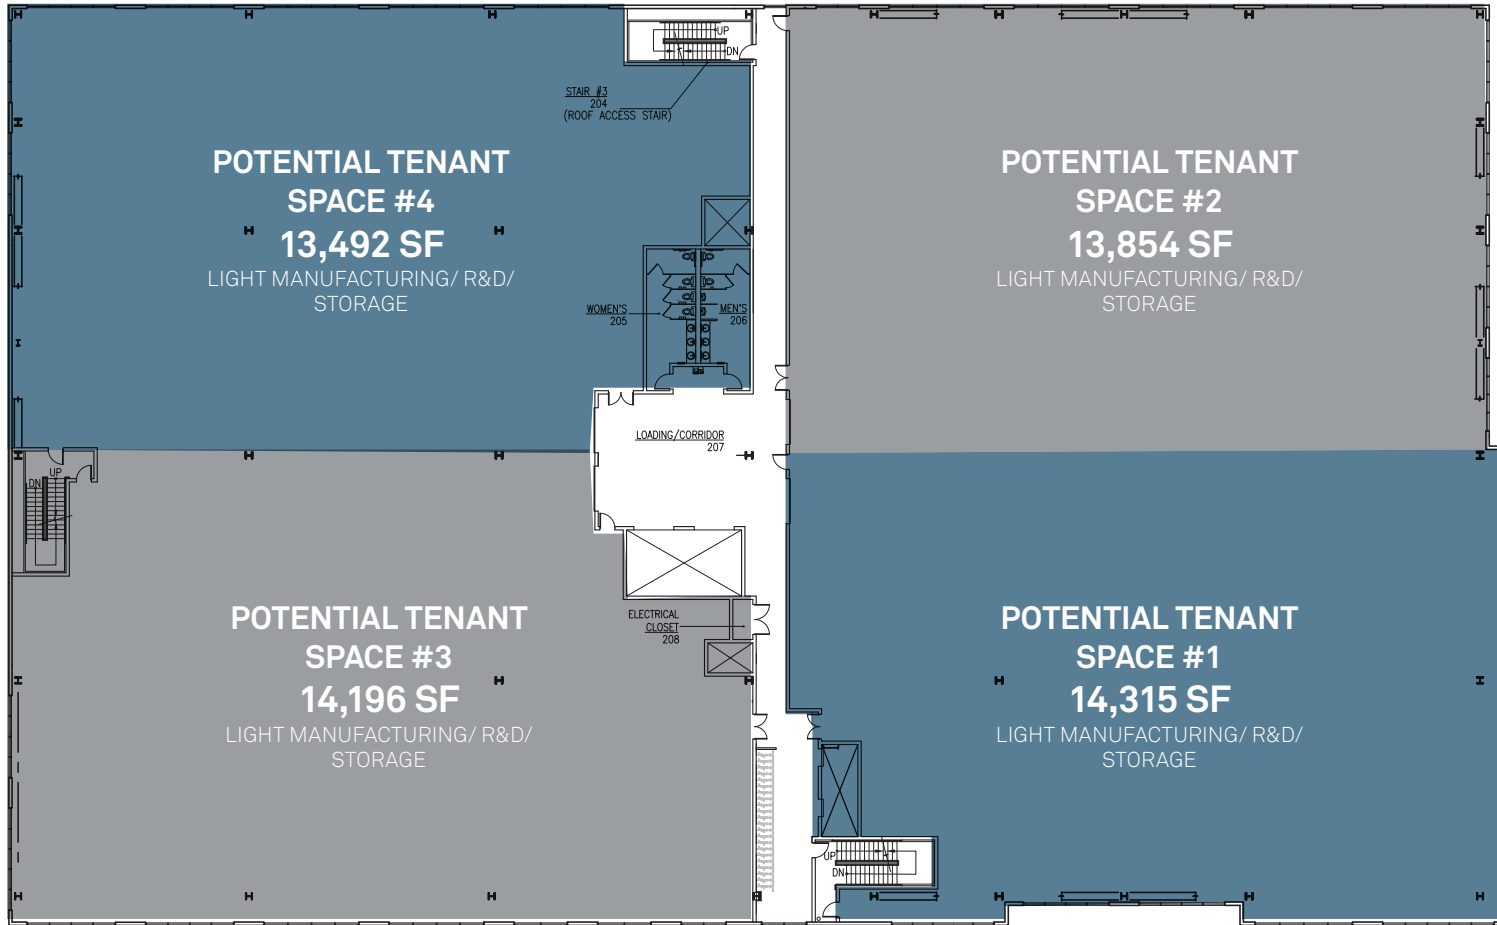 UP
DN
STAIR #3
204
(ROOF ACCESS STAIR)
POTENTIAL TENANT
SPACE #4
13,492 SF
LIGHT MANUFACTURING/ R&D/
STORAGE
POTENTIAL TENANT
SPACE #2
13,854 SF
LIGHT MANUFACTURING/ R&D/
STORAGE
WOMEN'S
205
MEN'S
206
LOADING/CORRIDOR
207
UP
DN
POTENTIAL TENANT
SPACE #3
14,196 SF
LIGHT MANUFACTURING/ R&D/
STORAGE
ELECTRICAL
CLOSET
208
POTENTIAL TENANT
SPACE #1
14,315 SF
LIGHT MANUFACTURING/ R&D/
STORAGE
UP
DN